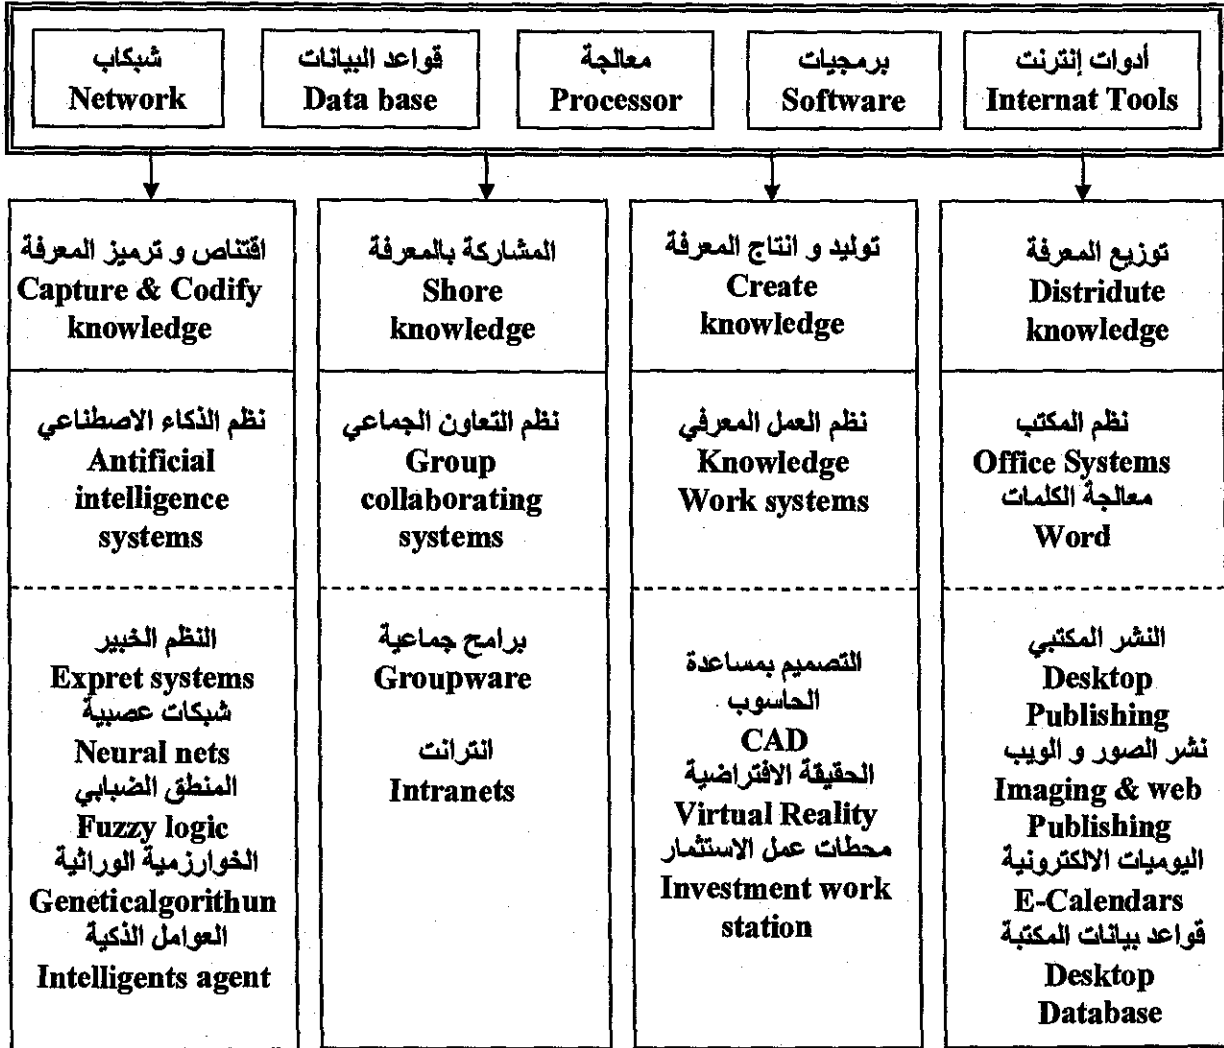 شبكاب
Network
قواعد البيانات
Data base
معالجة
Processor
برمجيات
Software
أدوات إنترنت
Internat Tools
اقتناص و ترميز المعرفة
Capture & Codify
knowledge
المشاركة بالمعرفة
Shore
knowledge
توليد و انتاج المعرفة
Create
knowledge
توزيع المعرفة
Distridute
knowledge
نظم الذكاء الاصطناعي
Antificial
intelligence
systems
نظم التعاون الجماعي
Group
collaborating
systems
نظم العمل المعرفي
Knowledge
Work systems
نظم المكتب
Office Systems
معالجة الكلمات
Word
النظم الخبير
Expret systems
شبكات عصبية
Neural nets
المنطق الضبابي
Fuzzy logic
الخوارزمية الوراثية
Geneticalgorithun
العوامل الذكية
Intelligents agent
برامج جماعية
Groupware
انترانت
Intranets
التصميم بمساعدة
الحاسوب
CAD
الحقيقة الافتراضية
Virtual Reality
محطات عمل الاستثمار
Investment work
station
النشر المكتبي
Desktop
Publishing
نشر الصور و الويب
Imaging & web
Publishing
اليوميات الالكترونية
E-Calendars
قواعد بيانات المكتبة
Desktop
Database